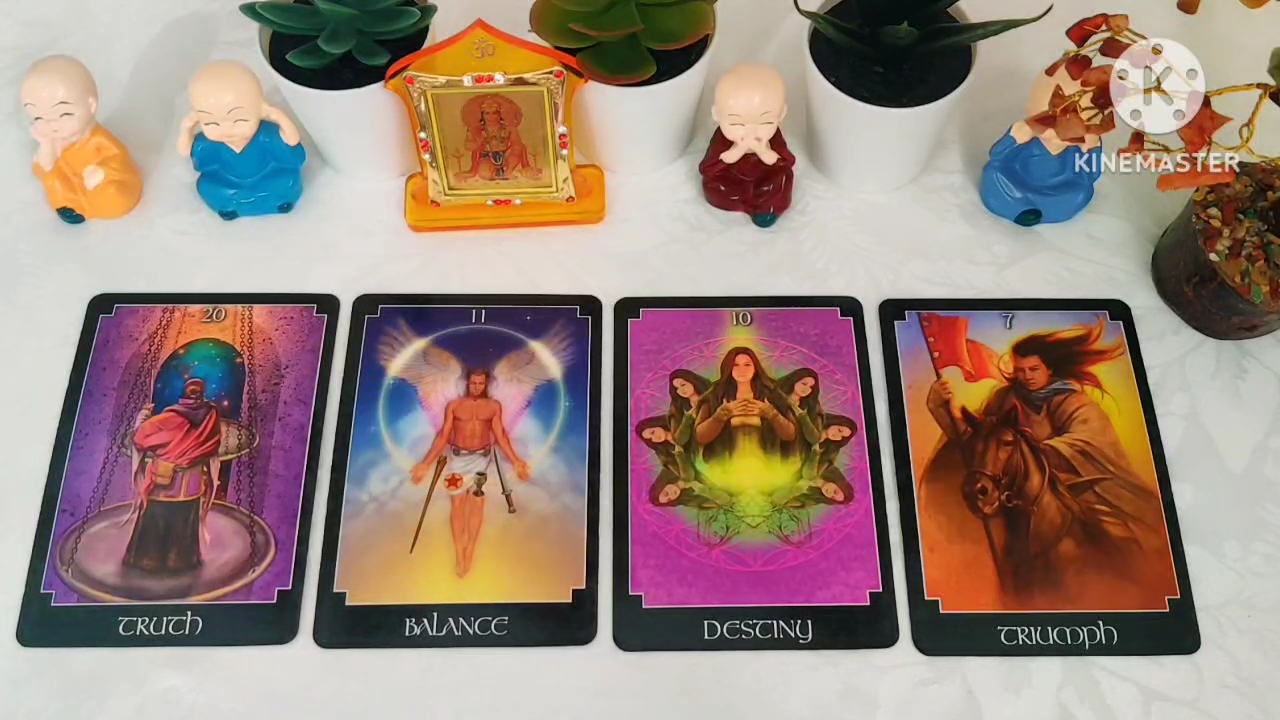 ॐ
K
KINEMASTER
20
11
10
7
TRUTH
BALANCE
DESTINY
TRIUMPH